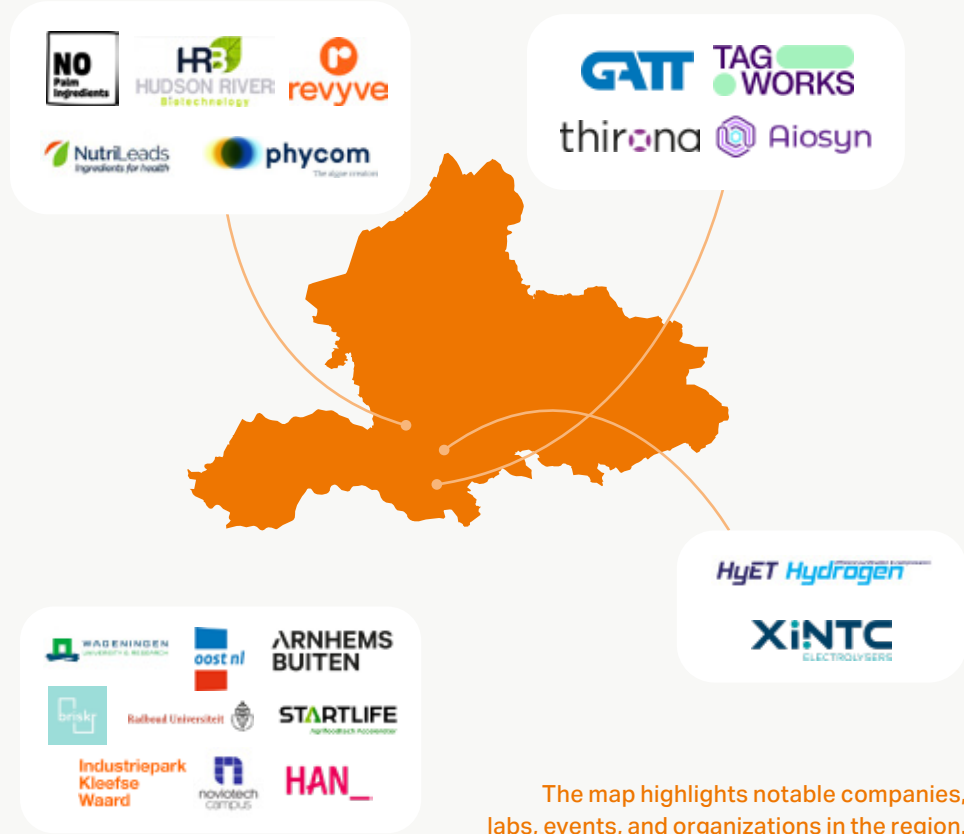 NO
Palm
Ingredients
HRB
HUDSON RIVER
Biotechnology
revyve
NutriLeads
Ingredients for health
phycom
The algae creators
GATT
TAG
WORKS
thirona
Aiosyn
HyET Hydrogen
XiNTC
ELECTROLYSERS
WAGENINGEN
UNIVERSITY & RESEARCH
oost nl
ARNHEMS
BUITEN
briskr
Radboud Universiteit
STARTLIFE
Agrifoodtech Accelerator
Industriepark
Kleefse
Waard
noviotech
campus
HAN_
The map highlights notable companies,
labs, events, and organizations in the region.